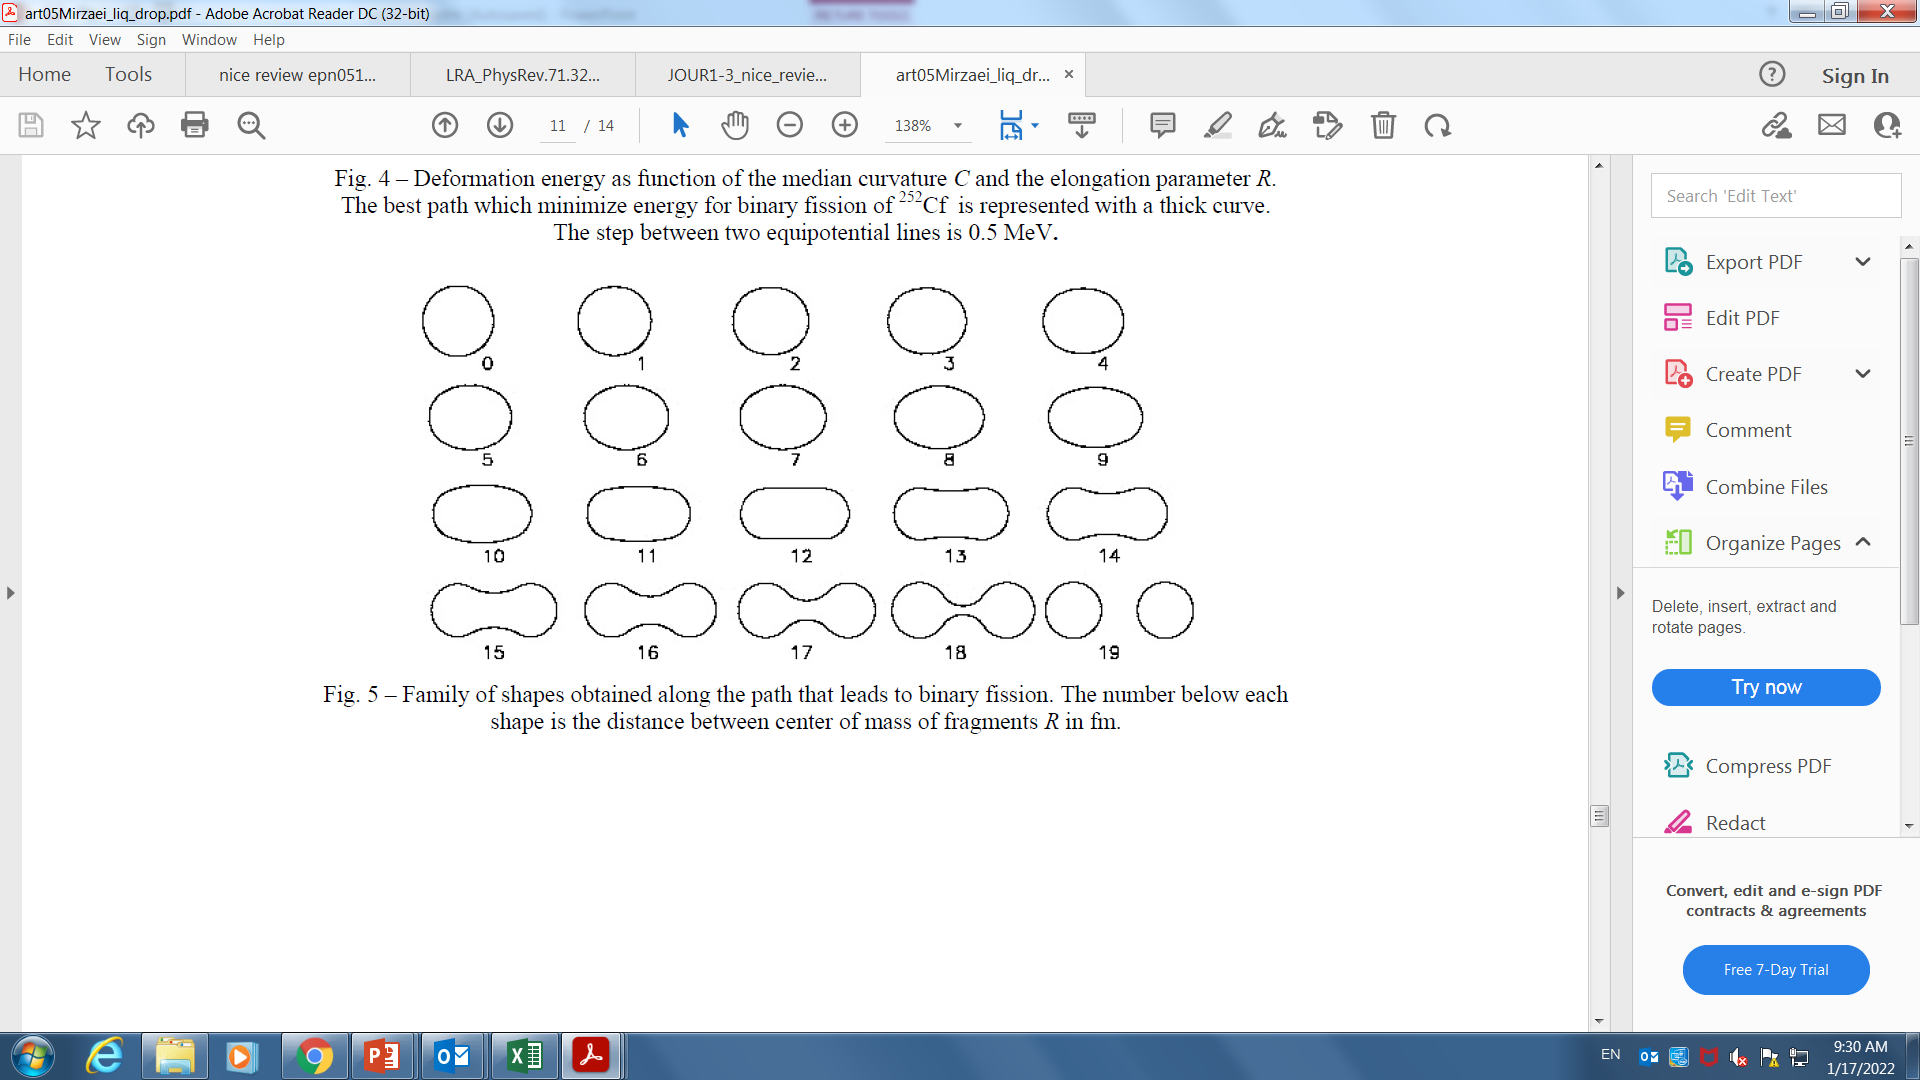 art05Mirzaei_liq_drop.pdf - Adobe Acrobat Reader DC (32-bit)
File Edit View Sign Window Help
Home Tools nice review epn051... LRA_PhysRev.71.32... JOUR1-3_nice_revie... art05Mirzaei_liq_dr... × ? Sign In
11 / 14 138%
Fig. 4 – Deformation energy as function of the median curvature C and the elongation parameter R.
The best path which minimize energy for binary fission of ²⁵²Cf is represented with a thick curve.
The step between two equipotential lines is 0.5 MeV.
0 1 2 3 4
5 6 7 8 9
10 11 12 13 14
15 16 17 18 19
Fig. 5 – Family of shapes obtained along the path that leads to binary fission. The number below each
shape is the distance between center of mass of fragments R in fm.
Search 'Edit Text'
Export PDF
Edit PDF
Create PDF
Comment
Combine Files
Organize Pages
Delete, insert, extract and
rotate pages.
Try now
Compress PDF
Redact
Convert, edit and e-sign PDF
contracts & agreements
Free 7-Day Trial
EN
9:30 AM
1/17/2022